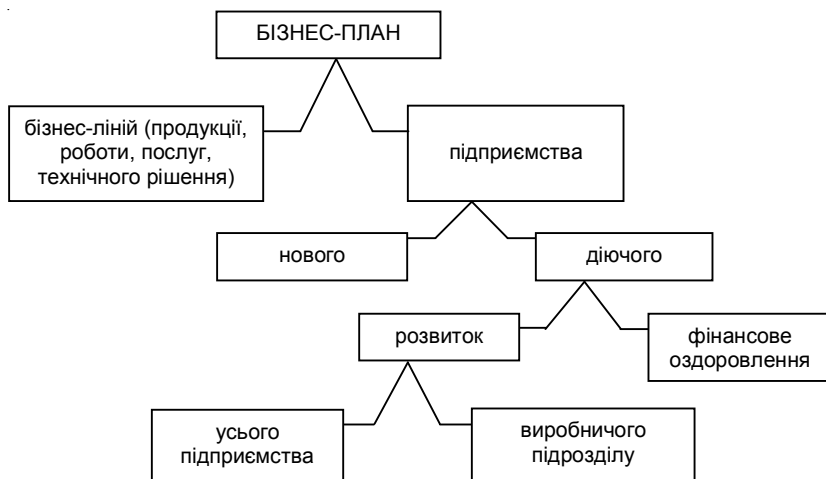 БІЗНЕС-ПЛАН
бізнес-ліній (продукції,
роботи, послуг,
технічного рішення)
підприємства
нового
діючого
розвиток
фінансове
оздоровлення
усього
підприємства
виробничого
підрозділу